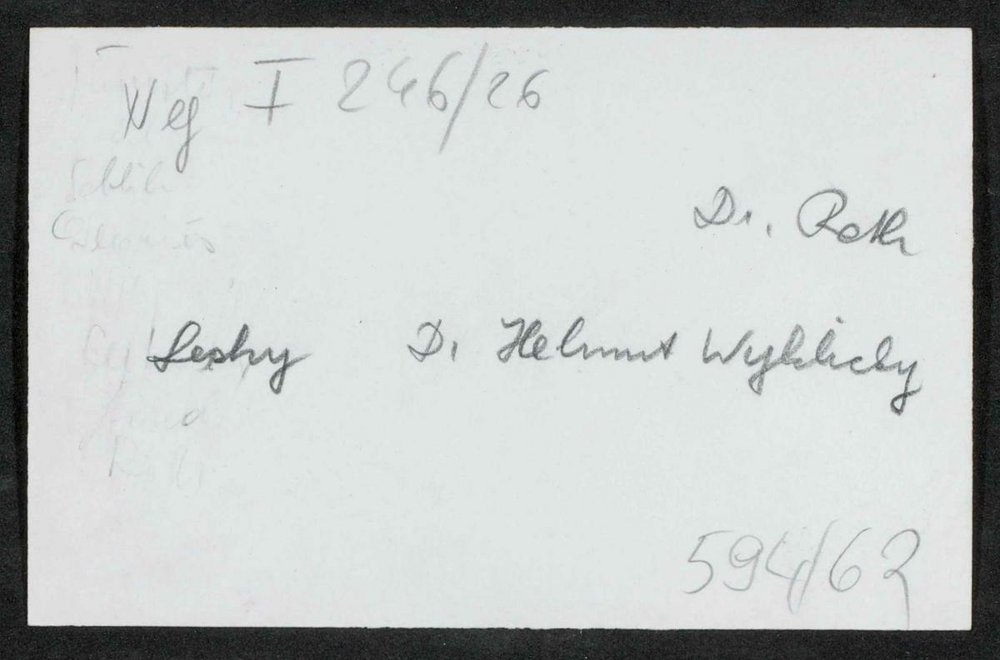 Neg I 246/26
Dr. Roth
Lesky Dr. Helmut Wyklicky
594/62